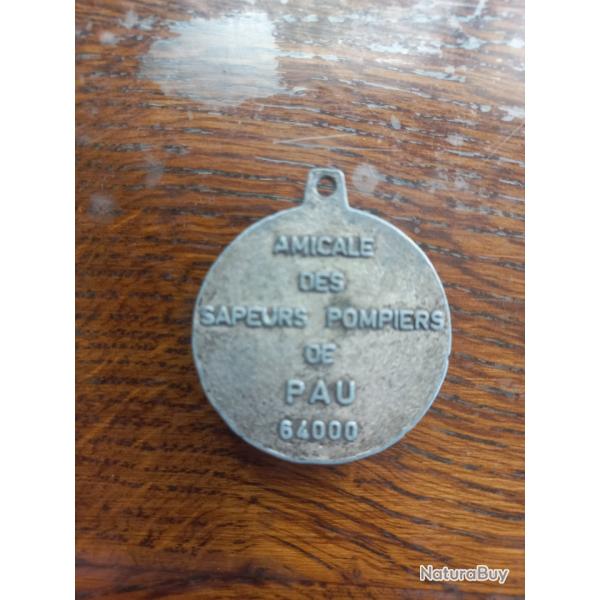 AMICALE
DES
SAPEURS POMPIERS
DE
PAU
64000
NaturaBuy